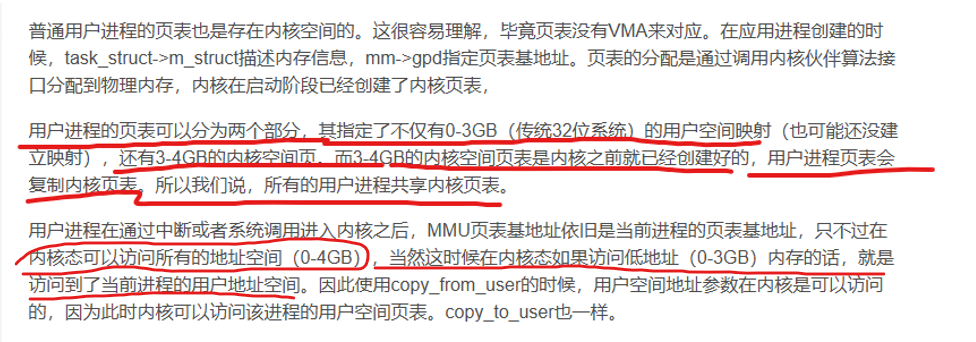 普通用户进程的页表也是存在内核空间的。这很容易理解，毕竟页表没有VMA来对应。在应用进程创建的时
候，task_struct->m_struct描述内存信息，mm->gpd指定页表基地址。页表的分配是通过调用内核伙伴算法接
口分配到物理内存，内核在启动阶段已经创建了内核页表，
用户进程的页表可以分为两个部分，其指定了不仅有0-3GB（传统32位系统）的用户空间映射（也可能还没建
立映射），还有3-4GB的内核空间页。而3-4GB的内核空间页表是内核之前就已经创建好的，用户进程页表会
复制内核页表。所以我们说，所有的用户进程共享内核页表。
用户进程在通过中断或者系统调用进入内核之后，MMU页表基地址依旧是当前进程的页表基地址，只不过在
内核态可以访问所有的地址空间（0-4GB），当然这时候在内核态如果访问低地址（0-3GB）内存的话，就是
访问到了当前进程的用户地址空间。因此使用copy_from_user的时候，用户空间地址参数在内核是可以访问
的，因为此时内核可以访问该进程的用户空间页表。copy_to_user也一样。